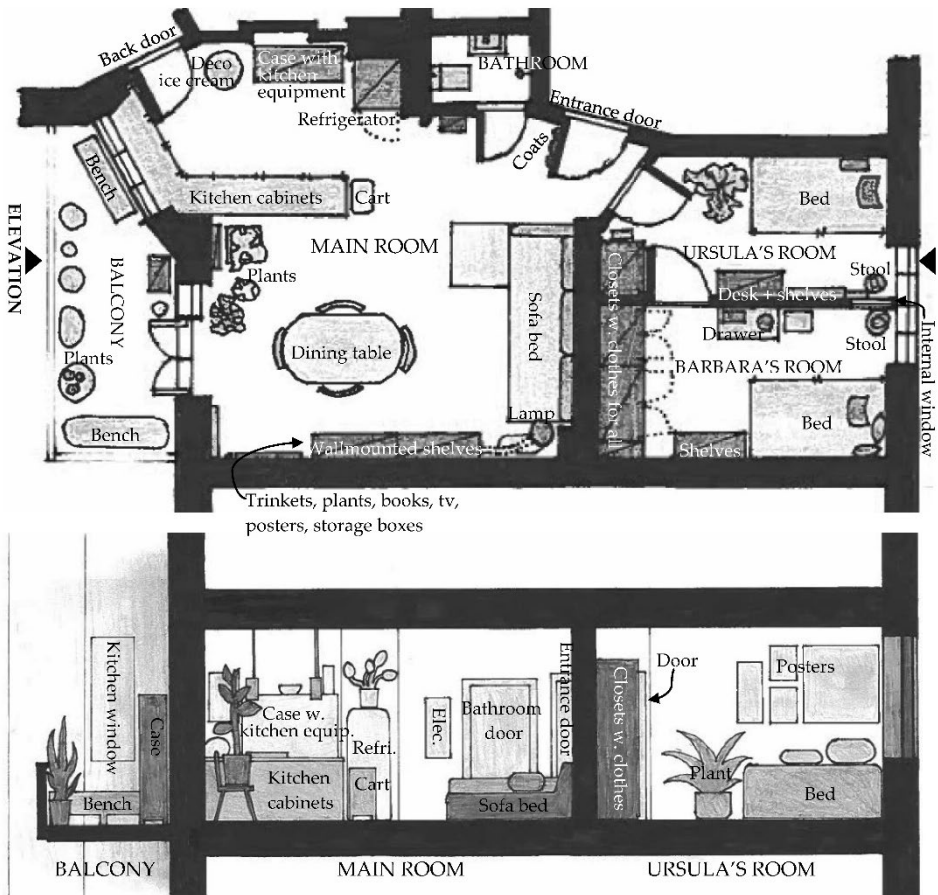 Back door
Deco
ice cream
Case with
kitchen
equipment
BATHROOM
Refrigerator
Entrance door
Coats
Bench
Kitchen cabinets
Cart
Bed
ELEVATION
BALCONY
MAIN ROOM
URSULA'S ROOM
Plants
Closets with clothes for all
Stool
Desk + shelves
Sofa bed
Drawer
Stool
Dining table
Plants
BARBARA'S ROOM
Internal window
Lamp
Bed
Bench
Wallmounted shelves
Shelves
Trinkets, plants, books, tv,
posters, storage boxes
Kitchen window
Case
Bench
Case w.
kitchen equip.
Refri.
Elec.
Bathroom
door
Entrance door
Closets w. clothes
Door
Posters
Kitchen
cabinets
Cart
Sofa bed
Plant
Bed
BALCONY
MAIN ROOM
URSULA'S ROOM